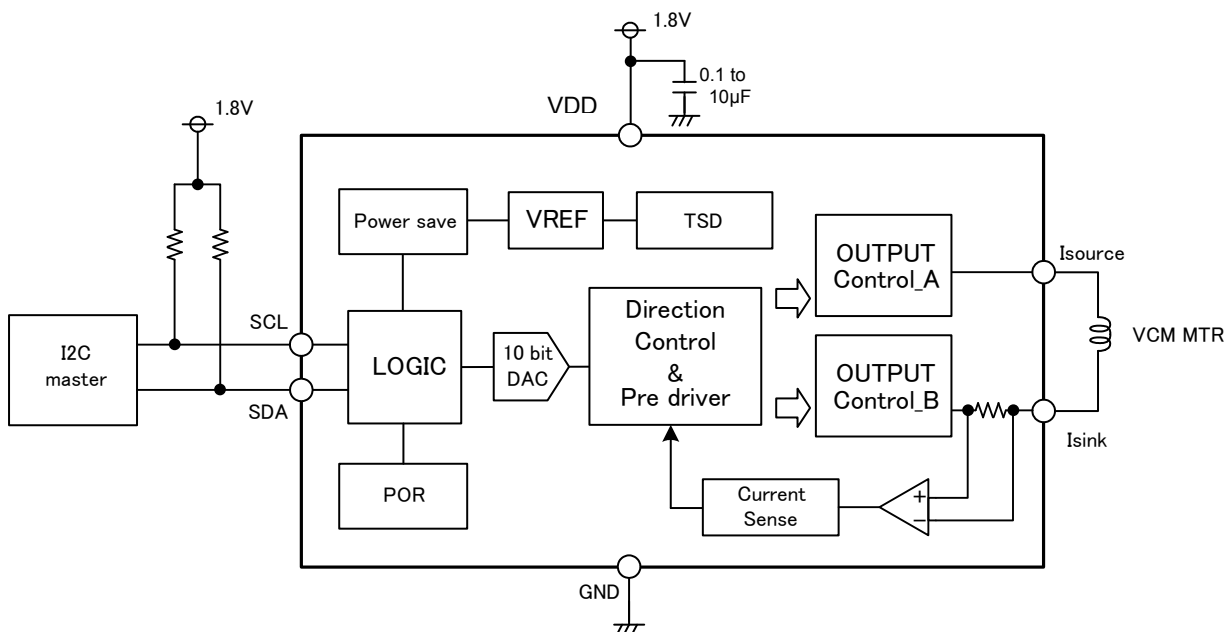 1.8V
0.1 to
10µF
VDD
1.8V
Power save
VREF
TSD
OUTPUT
Control_A
Isource
SCL
I2C
master
LOGIC
10 bit
DAC
Direction
Control
&
Pre driver
VCM MTR
OUTPUT
Control_B
SDA
Isink
POR
Current
Sense
+
−
GND